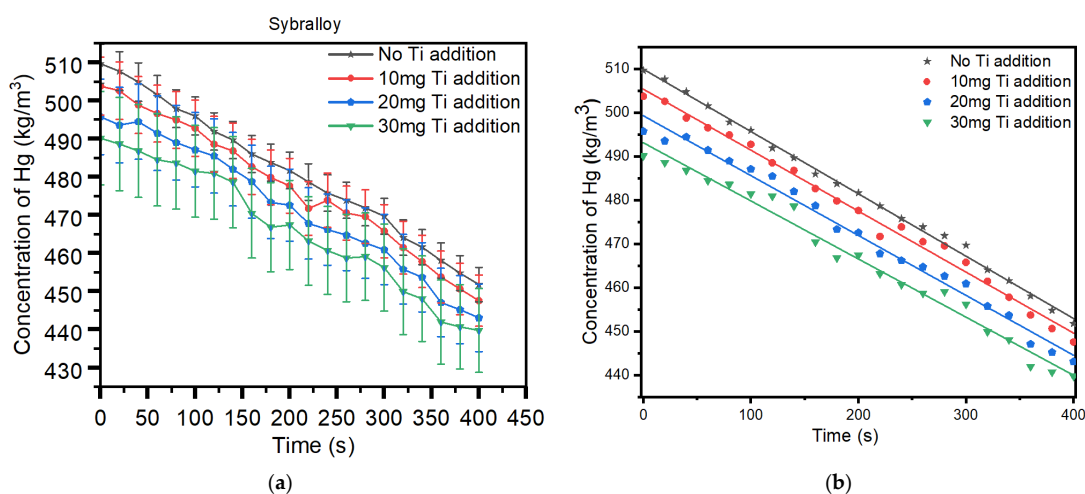 Sybralloy
Concentration of Hg (kg/m³)
510
500
490
480
470
460
450
440
430
0 50 100 150 200 250 300 350 400 450
Time (s)
No Ti addition
10mg Ti addition
20mg Ti addition
30mg Ti addition
(a)
Concentration of Hg (kg/m³)
510
500
490
480
470
460
450
440
0 100 200 300 400
Time (s)
No Ti addition
10mg Ti addition
20mg Ti addition
30mg Ti addition
(b)